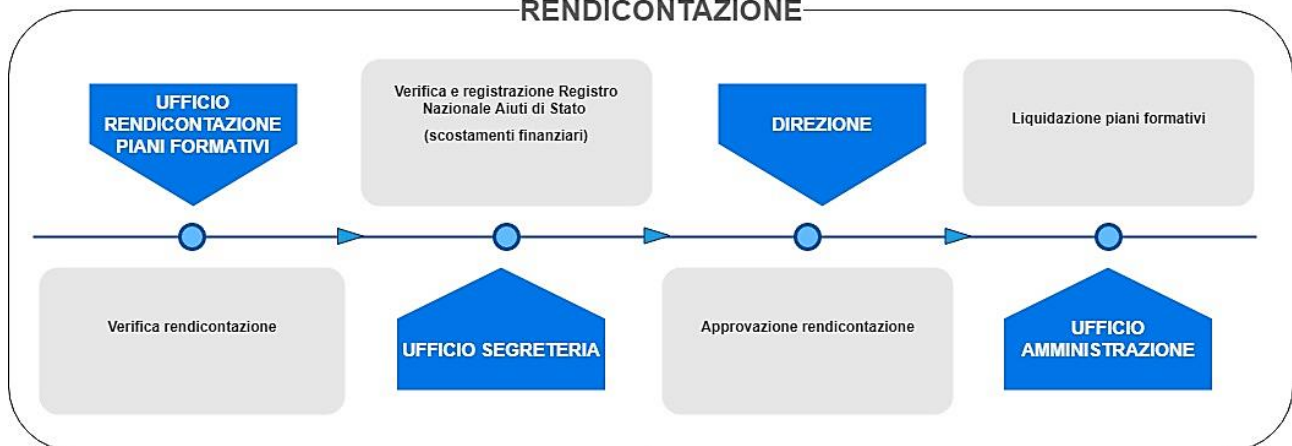 RENDICONTAZIONE
UFFICIO
RENDICONTAZIONE
PIANI FORMATIVI
Verifica rendicontazione
Verifica e registrazione Registro
Nazionale Aiuti di Stato
(scostamenti finanziari)
UFFICIO SEGRETERIA
DIREZIONE
Approvazione rendicontazione
Liquidazione piani formativi
UFFICIO
AMMINISTRAZIONE